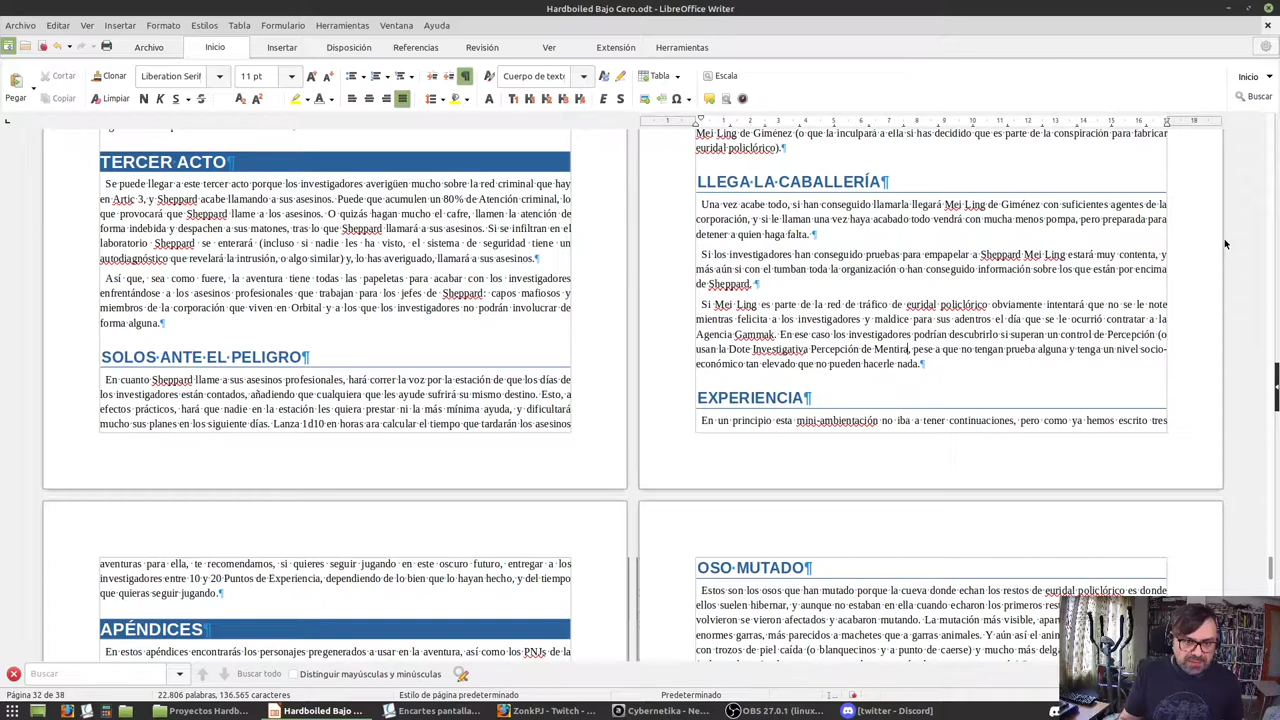 Hardboiled Bajo Cero.odt - LibreOffice Writer
Archivo Editar Ver Insertar Formato Estilos Tabla Formulario Herramientas Ventana Ayuda
Archivo Inicio Insertar Disposición Referencias Revisión Ver Extensión Herramientas
Pegar Cortar Copiar Clonar Limpiar Liberation Serif 11 pt Cuerpo de texto Tabla Escala Inicio Buscar
TERCER ACTO¶
Se puede llegar a este tercer acto porque los investigadores averigüen mucho sobre la red criminal que hay
en Artic 3, y Sheppard acabe llamando a sus asesinos. Puede que acumulen un 80% de Atención criminal, lo
que provocará que Sheppard llame a los asesinos. O quizás hagan mucho el cafre, llamen la atención de
forma indebida y despachen a sus matones, tras lo que Sheppard llamará a sus asesinos. Si se infiltran en el
laboratorio Sheppard se enterará (incluso si nadie les ha visto, el sistema de seguridad tiene un
autodiagnóstico que revelará la intrusión, o algo similar) y, lo has averiguado, llamará a sus asesinos.¶
Así que, sea como fuere, la aventura tiene todas las papeletas para acabar con los investigadores
enfrentándose a los asesinos profesionales que trabajan para los jefes de Sheppard: capos mafiosos y
miembros de la corporación que viven en Orbital y a los que los investigadores no podrán involucrar de
forma alguna.¶
SOLOS ANTE EL PELIGRO¶
En cuanto Sheppard llame a sus asesinos profesionales, hará correr la voz por la estación de que los días de
los investigadores están contados, añadiendo que cualquiera que les ayude sufrirá su mismo destino. Esto, a
efectos prácticos, hará que nadie en la estación les quiera prestar ni la más mínima ayuda, y dificultará
mucho sus planes en los siguiente días. Lanza 1d10 en horas ara calcular el tiempo que tardarán los asesinos
Mei Ling de Giménez (o que la inculpará a ella si has decidido que es parte de la conspiración para fabricar
euridal policlórico).¶
LLEGA LA CABALLERÍA¶
Una vez acabe todo, si han conseguido llamarla llegará Mei Ling de Giménez con suficientes agentes de la
corporación, y si le llaman una vez haya acabado todo vendrá con mucha menos pompa, pero preparada para
detener a quien haga falta. ¶
Si los investigadores han conseguido pruebas para empapelar a Sheppard Mei Ling estará muy contenta, y
más aún si con el tumban toda la organización o han conseguido información sobre los que están por encima
de Sheppard. ¶
Si Mei Ling es parte de la red de tráfico de euridal policlórico obviamente intentará que no se le note
mientras felicita a los investigadores y maldice para sus adentros el día que se le ocurrió contratar a la
Agencia Gammak. En ese caso los investigadores podrían descubrirlo si superan un control de Percepción (o
usan la Dote Investigativa Percepción de Mentira, pese a que no tengan prueba alguna y tenga un nivel socio-
económico tan elevado que no pueden hacerle nada.¶
EXPERIENCIA¶
En un principio esta mini-ambientación no iba a tener continuaciones, pero como ya hemos escrito tres
aventuras para ella, te recomendamos, si quieres seguir jugando en este oscuro futuro, entregar a los
investigadores entre 10 y 20 Puntos de Experiencia, dependiendo de lo bien que lo hayan hecho, y del tiempo
que quieras seguir jugando.¶
APÉNDICES¶
En estos apéndices encontrarás los personajes pregenerados a usar en la aventura, así como los PNJs de la
OSO MUTADO¶
Estos son los osos que han mutado porque la cueva donde echan los restos de euridal policlórico es donde
ellos suelen hibernar, y aunque no estaban en ella cuando echaron los primeros
volvieron se vieron afectados y acabaron mutando. La mutación más visible,
enormes garras, más parecidos a machetes que a garras animales. Y aún así el
con trozos de piel caída (o blanquecinos y a punto de caerse) y mucho más
Buscar Buscar todo Distinguir mayúsculas y minúsculas
Página 32 de 38 22.806 palabras, 136.565 caracteres Estilo de página predeterminado Predeterminado
Proyectos Hardb... Hardboiled Bajo ... Encartes pantalla... ZonkPJ - Twitch - ... Cybernetika - Ne... OBS 27.0.1 (linux... [twitter - Discord]